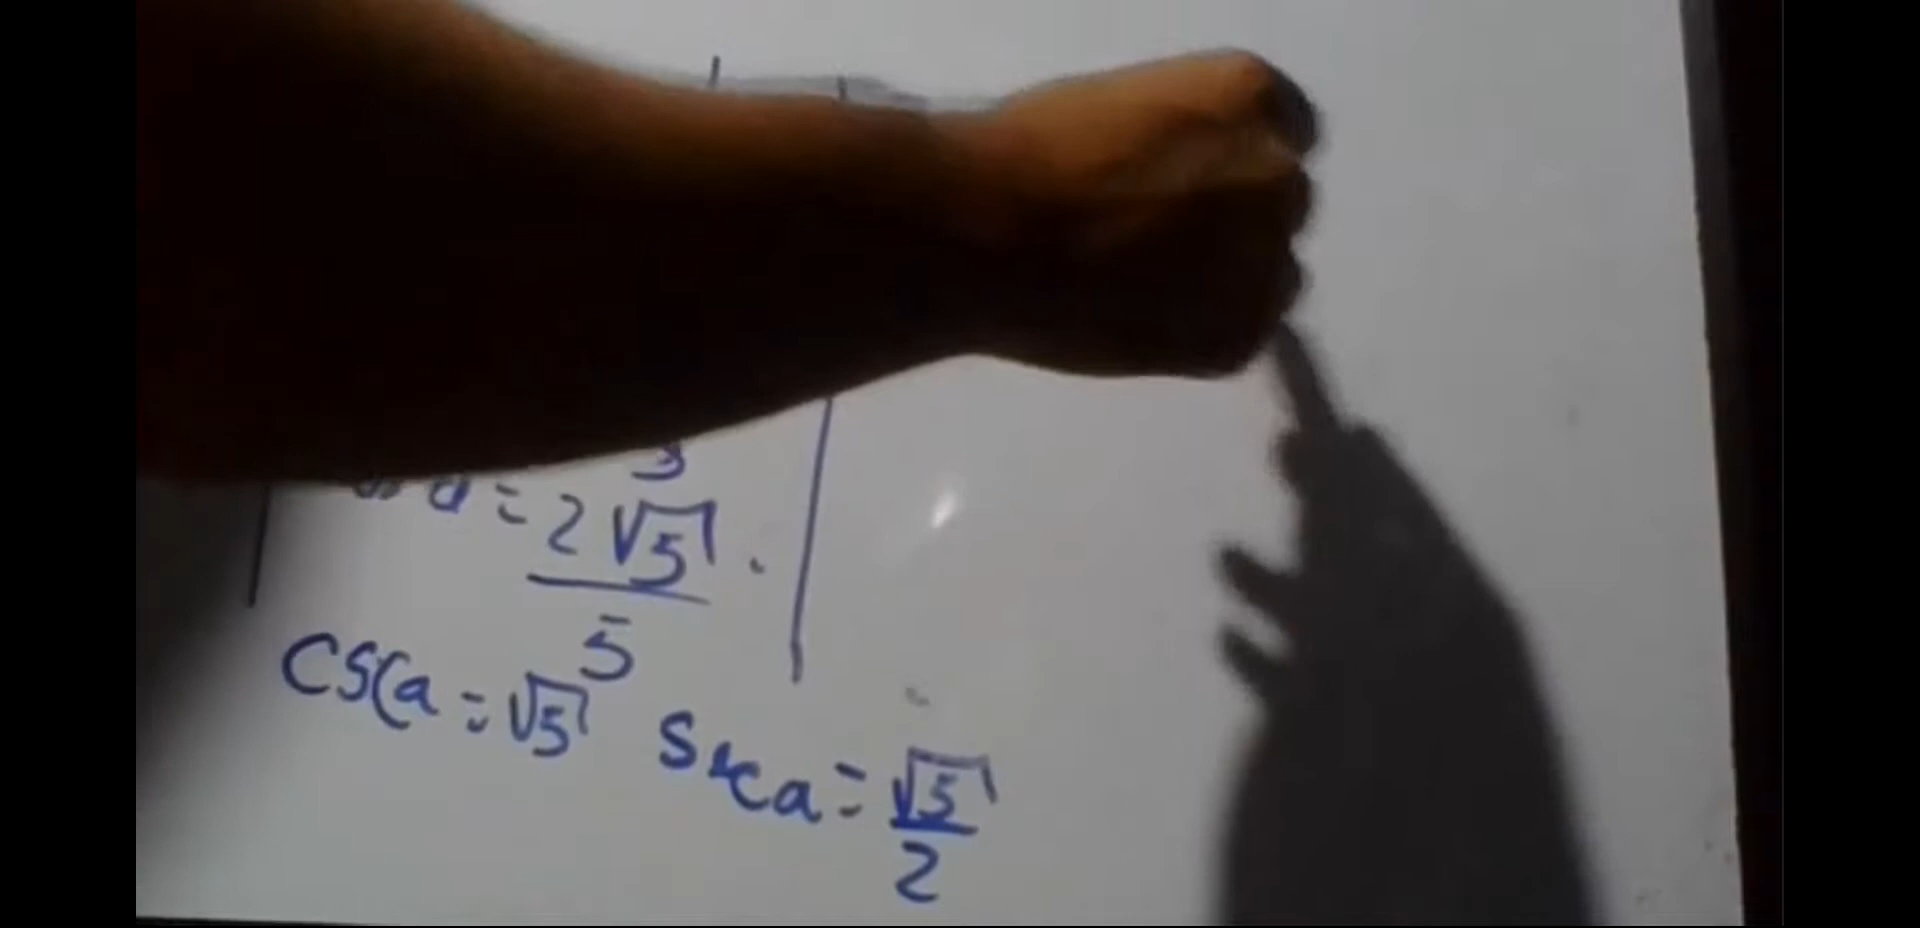 a = 2√5
5
csca = √5 Seca = √5
2